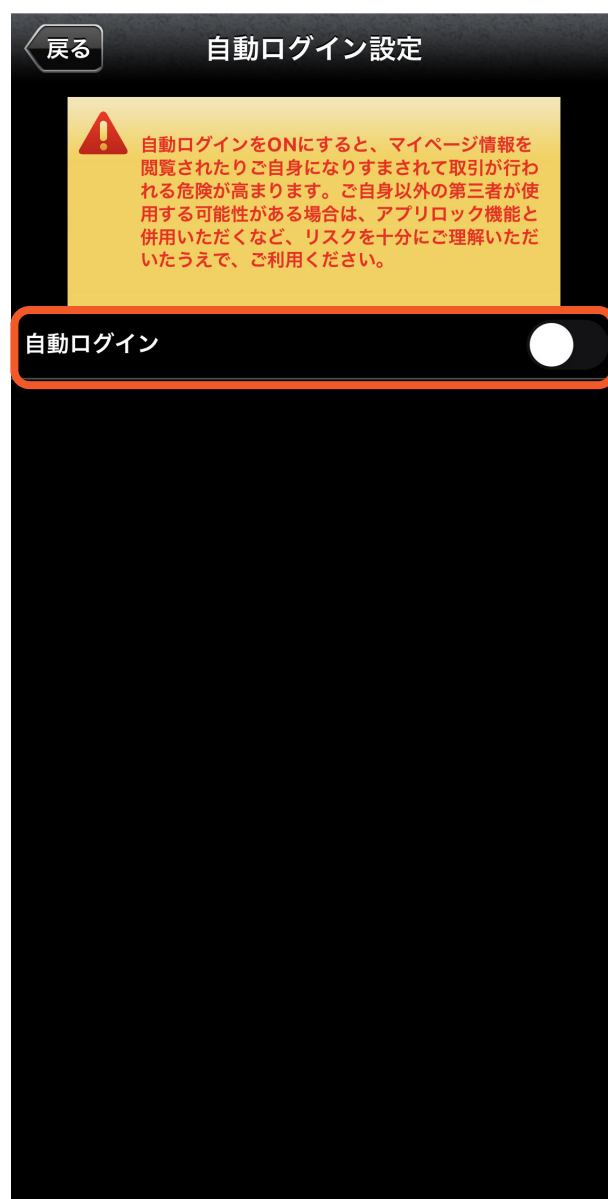 戻る
自動ログイン設定
自動ログインをONにすると、マイページ情報を
閲覧されたりご自身になりすまされて取引が行わ
れる危険が高まります。ご自身以外の第三者が使
用する可能性がある場合は、アプリロック機能と
併用いただくなど、リスクを十分にご理解いただ
いたうえで、ご利用ください。
自動ログイン